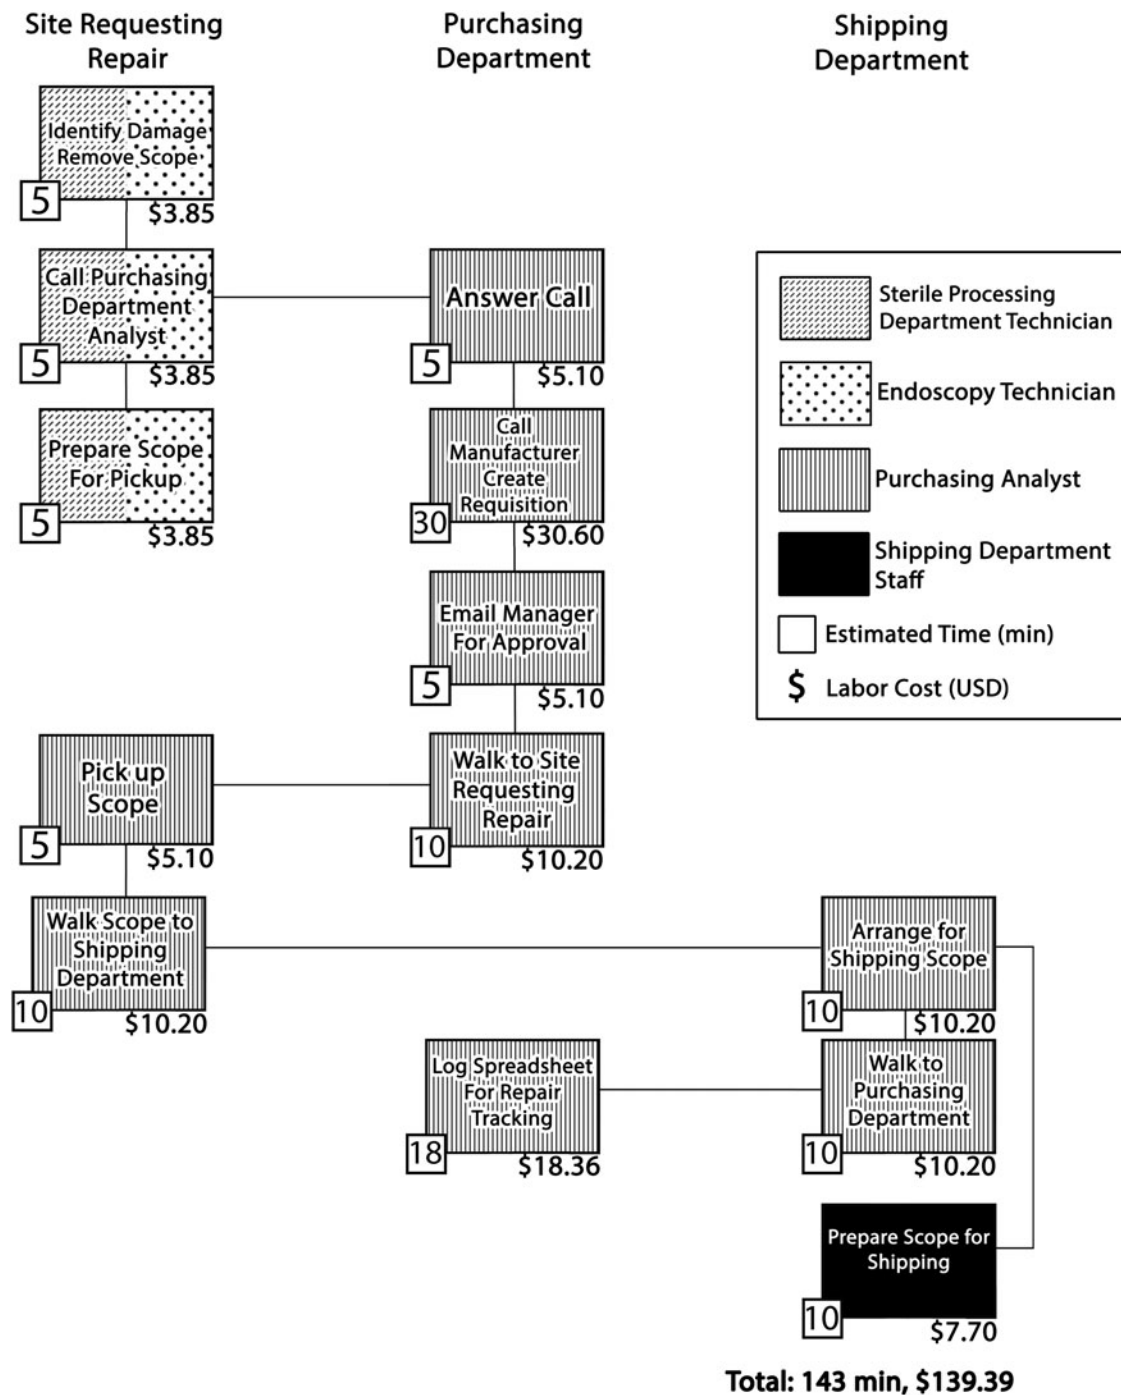 Site Requesting
Repair
Purchasing
Department
Shipping
Department
Identify Damage
Remove Scope
5
$3.85
Call Purchasing
Department
Analyst
5
$3.85
Answer Call
5
$5.10
Prepare Scope
For Pickup
5
$3.85
Call
Manufacturer
Create
Requisition
30
$30.60
Email Manager
For Approval
5
$5.10
Sterile Processing
Department Technician
Endoscopy Technician
Purchasing Analyst
Shipping Department
Staff
Estimated Time (min)
$ Labor Cost (USD)
Pick up
Scope
5
$5.10
Walk to Site
Requesting
Repair
10
$10.20
Walk Scope to
Shipping
Department
10
$10.20
Arrange for
Shipping Scope
10
$10.20
Log Spreadsheet
For Repair
Tracking
18
$18.36
Walk to
Purchasing
Department
10
$10.20
Prepare Scope for
Shipping
10
$7.70
Total: 143 min, $139.39